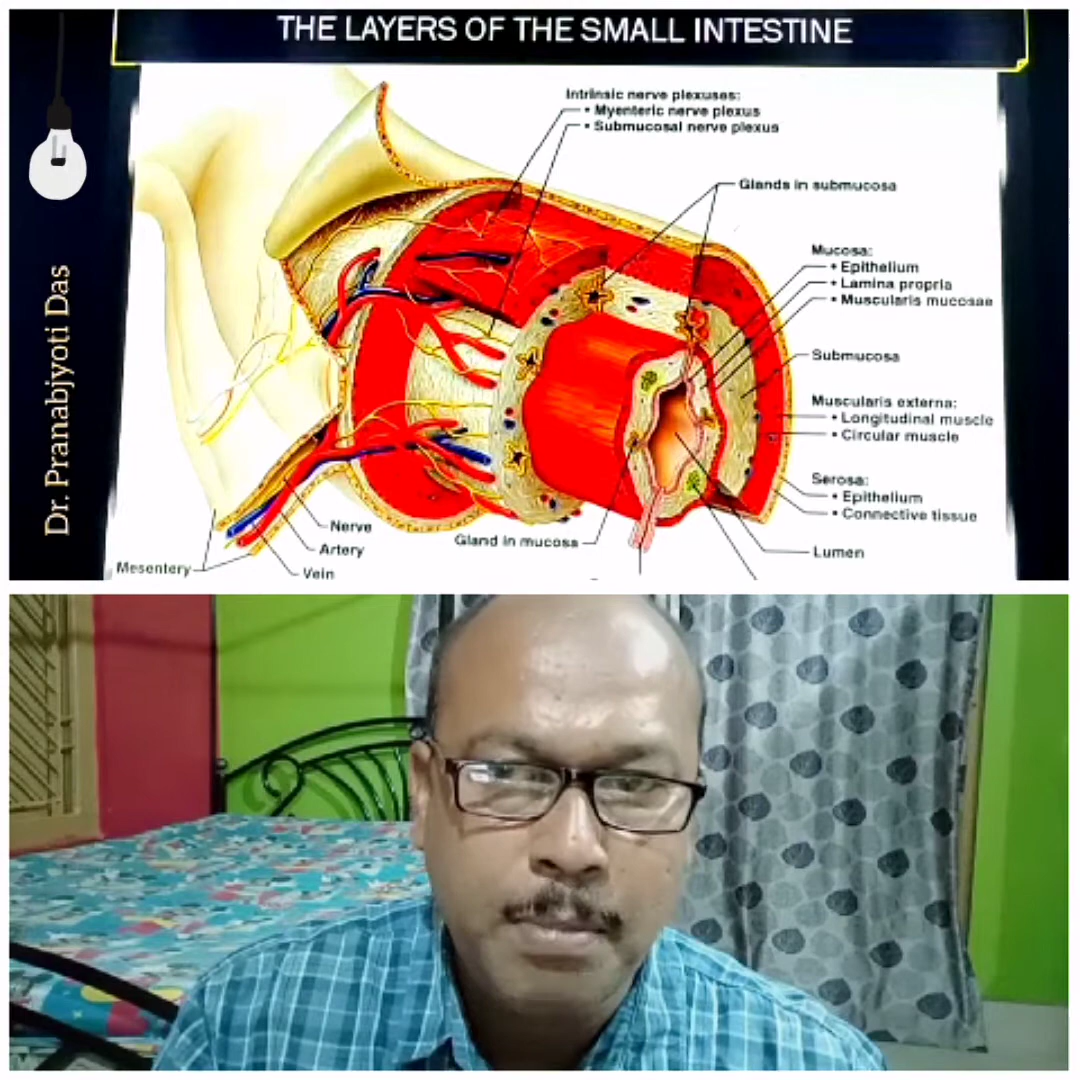 THE LAYERS OF THE SMALL INTESTINE
Dr. Pranabjyoti Das
Intrinsic nerve plexuses:
• Myenteric nerve plexus
• Submucosal nerve plexus
Glands in submucosa
Mucosa:
• Epithelium
• Lamina propria
• Muscularis mucosae
Submucosa
Muscularis externa:
• Longitudinal muscle
• Circular muscle
Serosa:
• Epithelium
• Connective tissue
Nerve
Artery
Vein
Mesentery
Gland in mucosa
Lumen